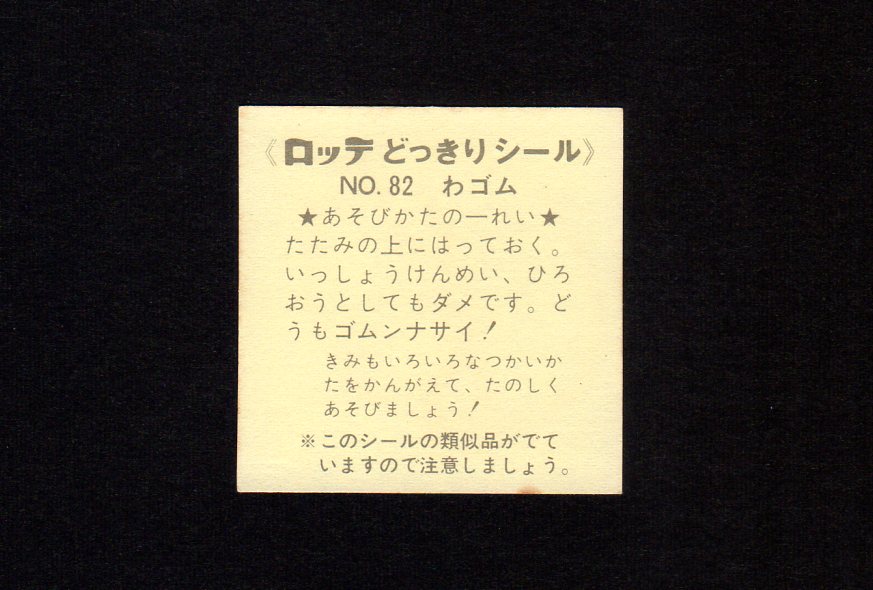 《ロッテ どっきりシール》
NO. 82 わゴム
★あそびかたの一れい★
たたみの上にはっておく。
いっしょうけんめい、ひろ
おうとしてもダメです。ど
うもゴムンナサイ！
きみもいろいろなつかいか
たをかんがえて、たのしく
あそびましょう！
※このシールの類似品がでて
いますので注意しましょう。